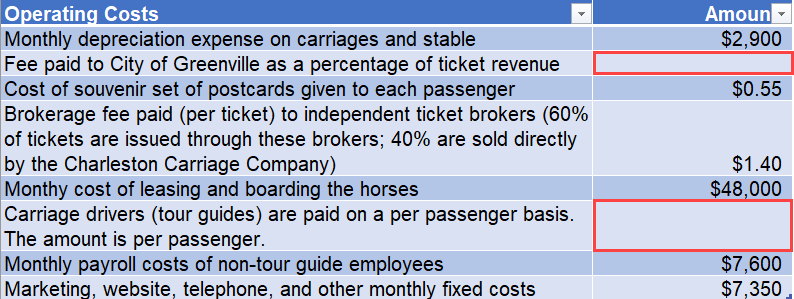 Operating Costs Amoun
Monthly depreciation expense on carriages and stable $2,900
Fee paid to City of Greenville as a percentage of ticket revenue
Cost of souvenir set of postcards given to each passenger $0.55
Brokerage fee paid (per ticket) to independent ticket brokers (60%
of tickets are issued through these brokers; 40% are sold directly
by the Charleston Carriage Company) $1.40
Monthy cost of leasing and boarding the horses $48,000
Carriage drivers (tour guides) are paid on a per passenger basis.
The amount is per passenger.
Monthly payroll costs of non-tour guide employees $7,600
Marketing, website, telephone, and other monthly fixed costs $7,350